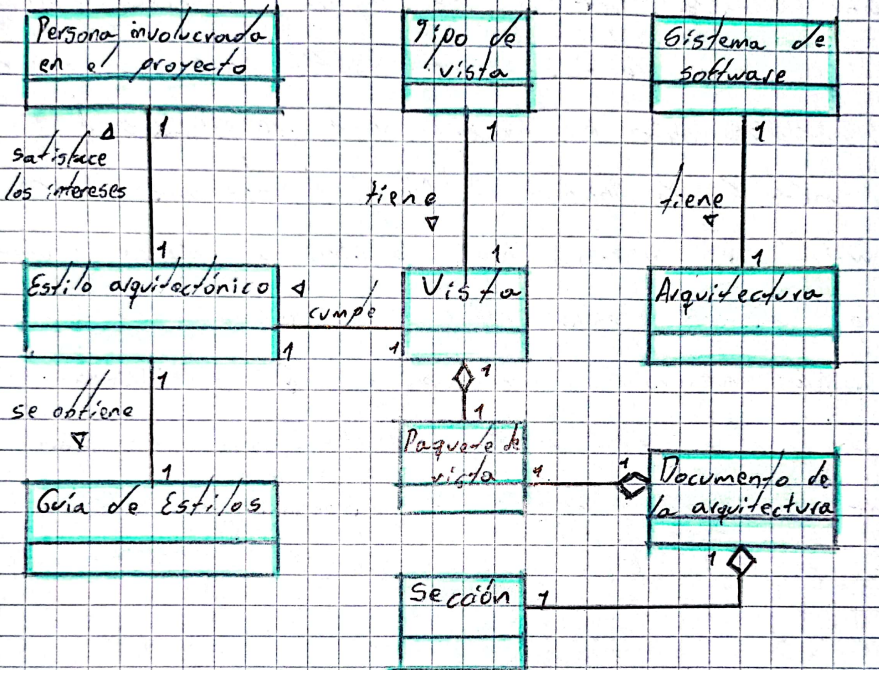 Persona involucrada
en el proyecto
Tipo de
vista
Sistema de
software
1
1
1
satisface
los intereses
tiene
tiene
1
1
1
Estilo arquitectónico
cumple
Vista
Arquitectura
1
1
1
1
se obtiene
1
1
Paquete de
vista
1
1
Documento de
la arquitectura
Guía de Estilos
1
Sección
1